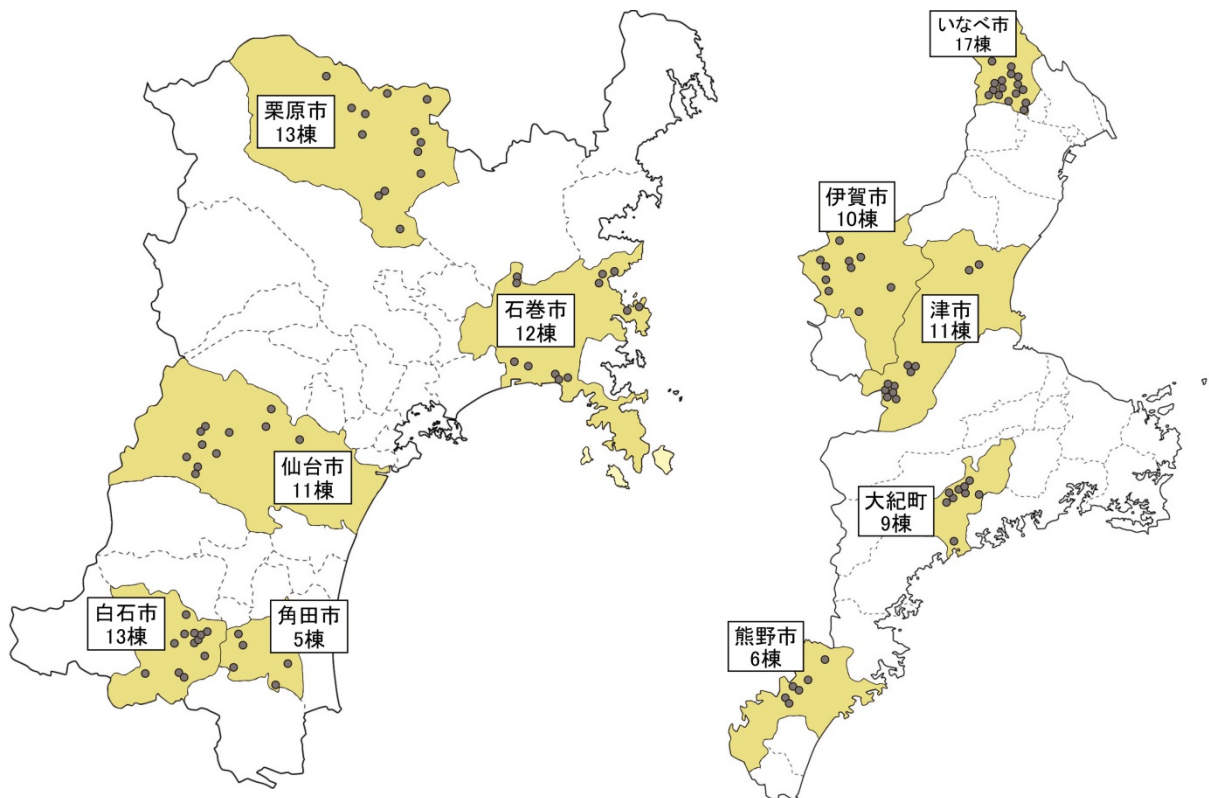 栗原市
13棟
石巻市
12棟
仙台市
11棟
白石市
13棟
角田市
5棟
いなべ市
17棟
伊賀市
10棟
津市
11棟
大紀町
9棟
熊野市
6棟